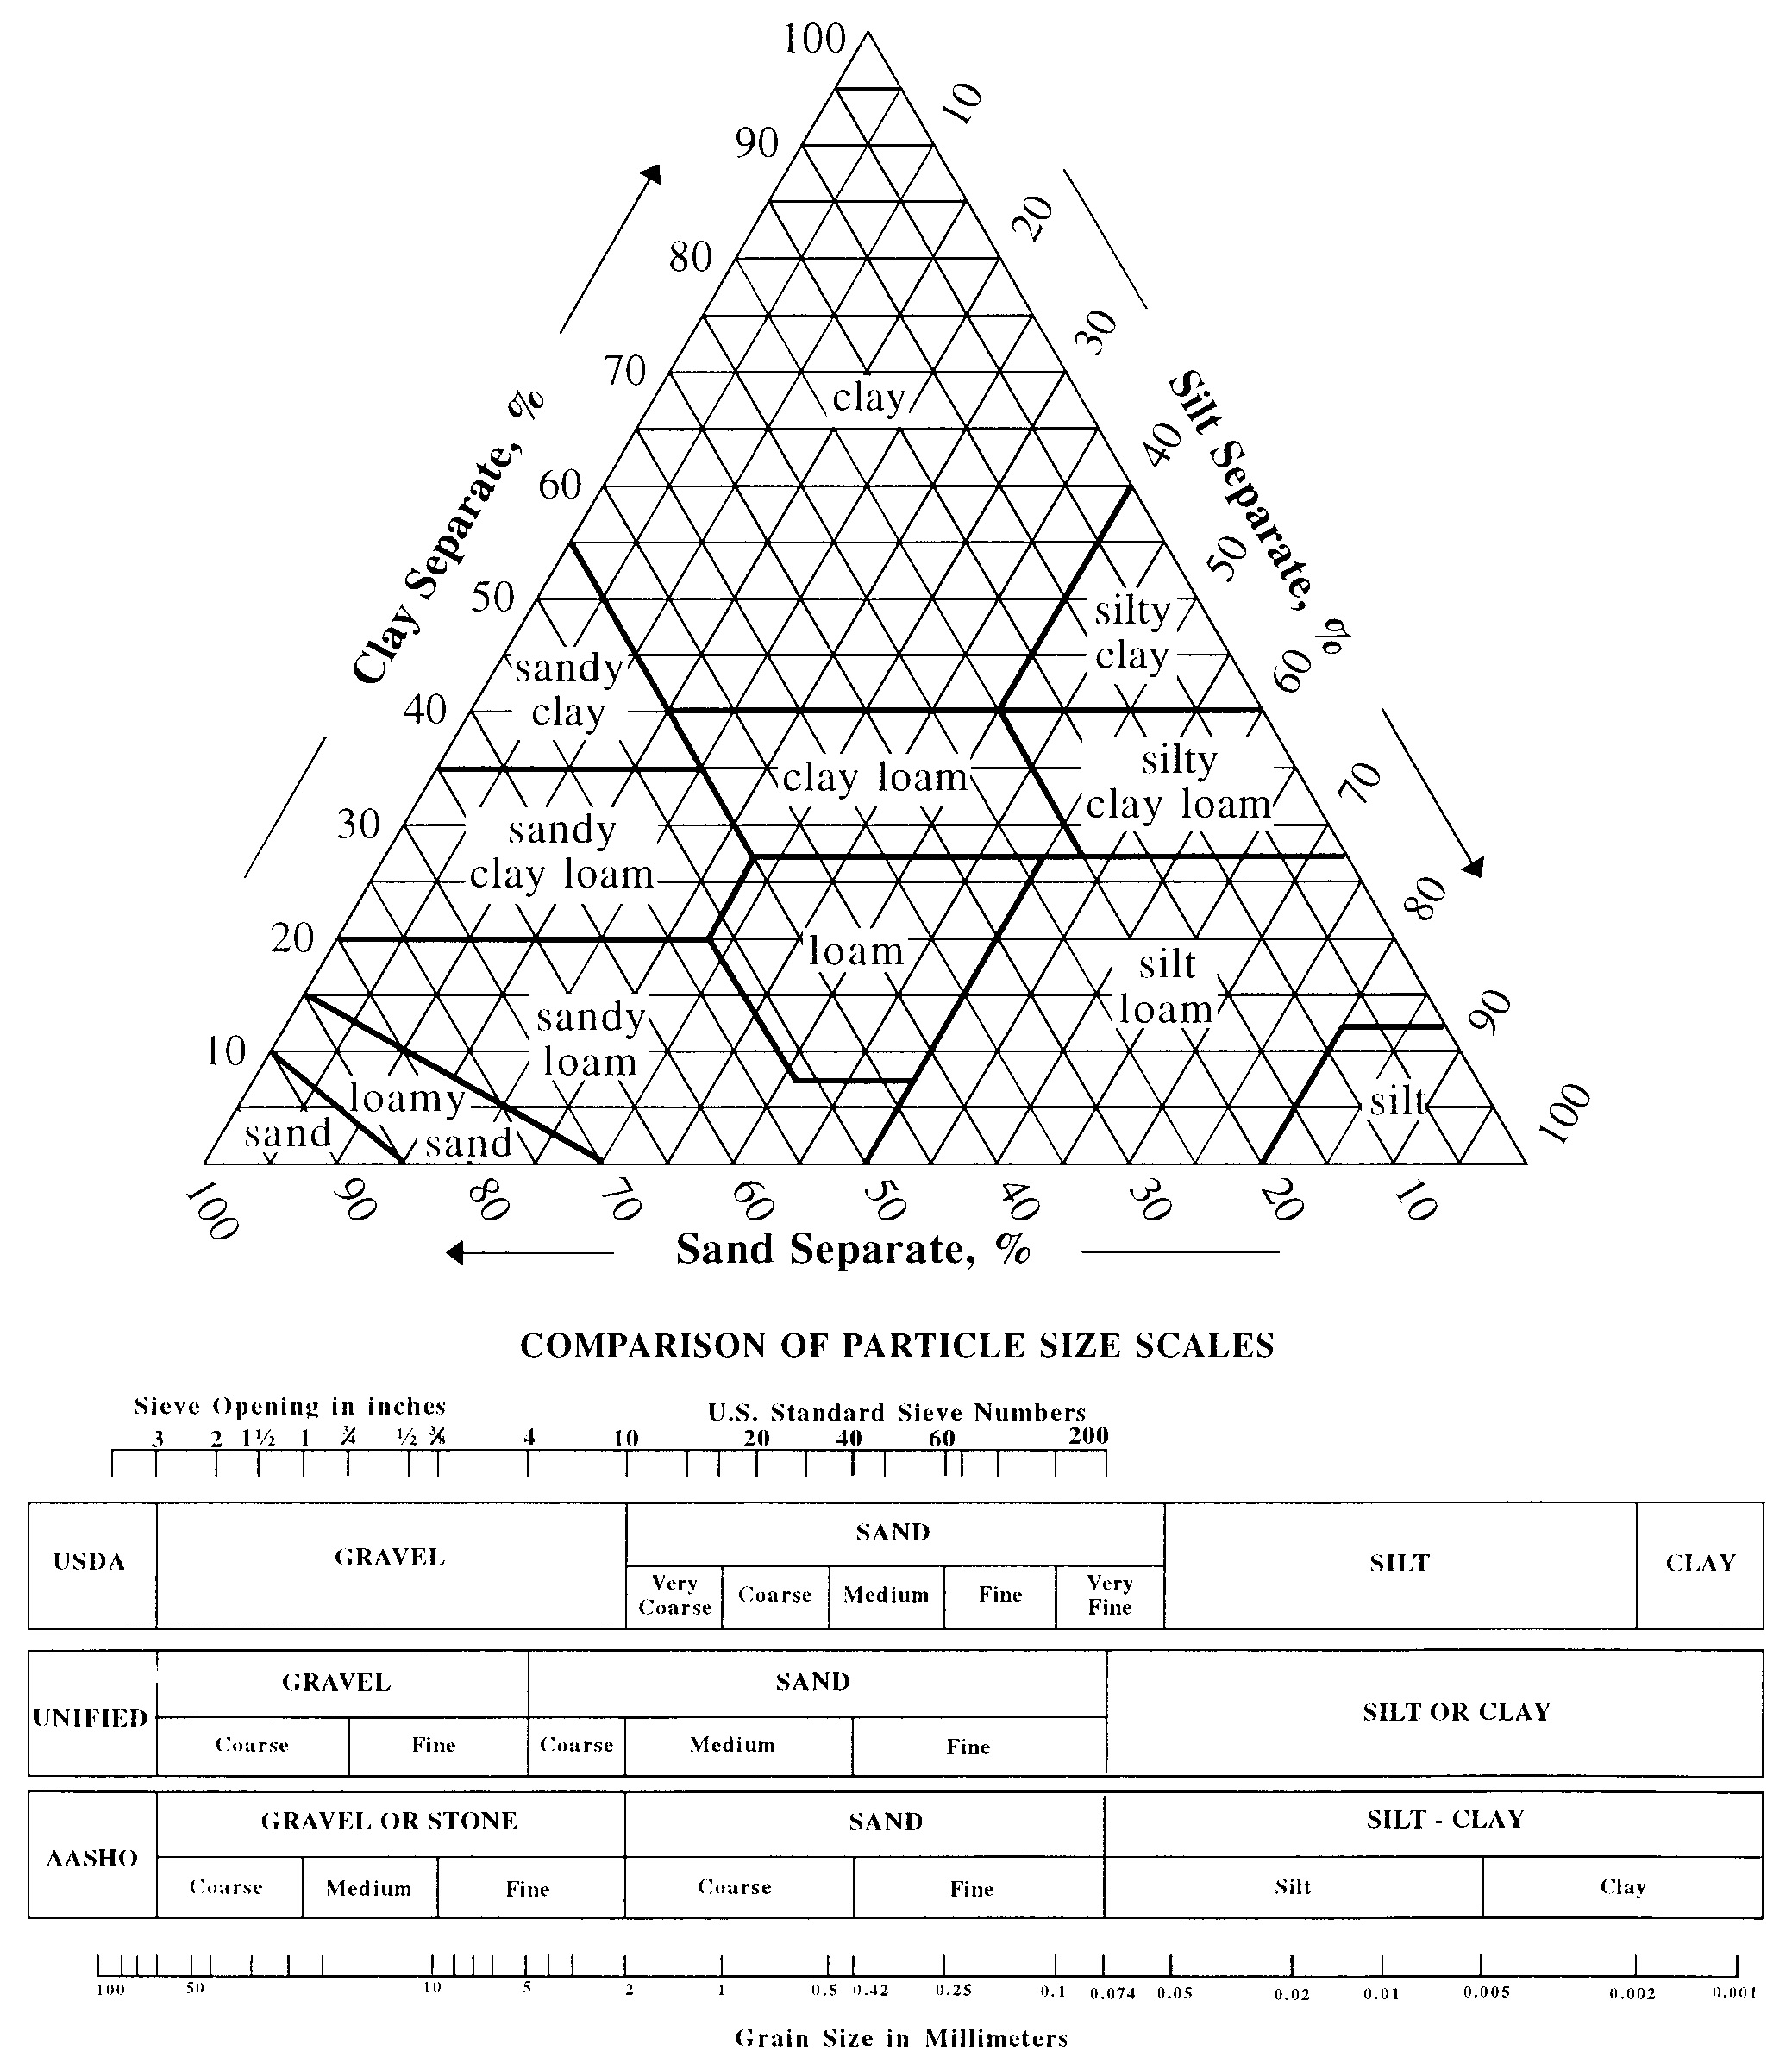 100
10
90
20
80
30
70
clay
40
60
50
50
silty
clay
60
sandy
clay
40
silty
clay loam
clay loam
70
30
sandy
clay loam
80
20
loam
silt
loam
90
sandy
loam
10
loamy
sand
sand
silt
100
Clay Separate, %
Silt Separate, %
100 90 80 70 60 50 40 30 20 10
Sand Separate, %
COMPARISON OF PARTICLE SIZE SCALES
Sieve Opening in inches
U.S. Standard Sieve Numbers
3 2 1½ 1 ¾ ½ ⅜ 4 10 20 40 60 200
USDA
GRAVEL
SAND
SILT
CLAY
Very
Coarse
Coarse
Medium
Fine
Very
Fine
UNIFIED
GRAVEL
SAND
SILT OR CLAY
Coarse
Fine
Coarse
Medium
Fine
AASHO
GRAVEL OR STONE
SAND
SILT - CLAY
Coarse
Medium
Fine
Coarse
Fine
Silt
Clay
100 50 10 5 2 1 0.5 0.42 0.25 0.1 0.074 0.05 0.02 0.01 0.005 0.002 0.001
Grain Size in Millimeters